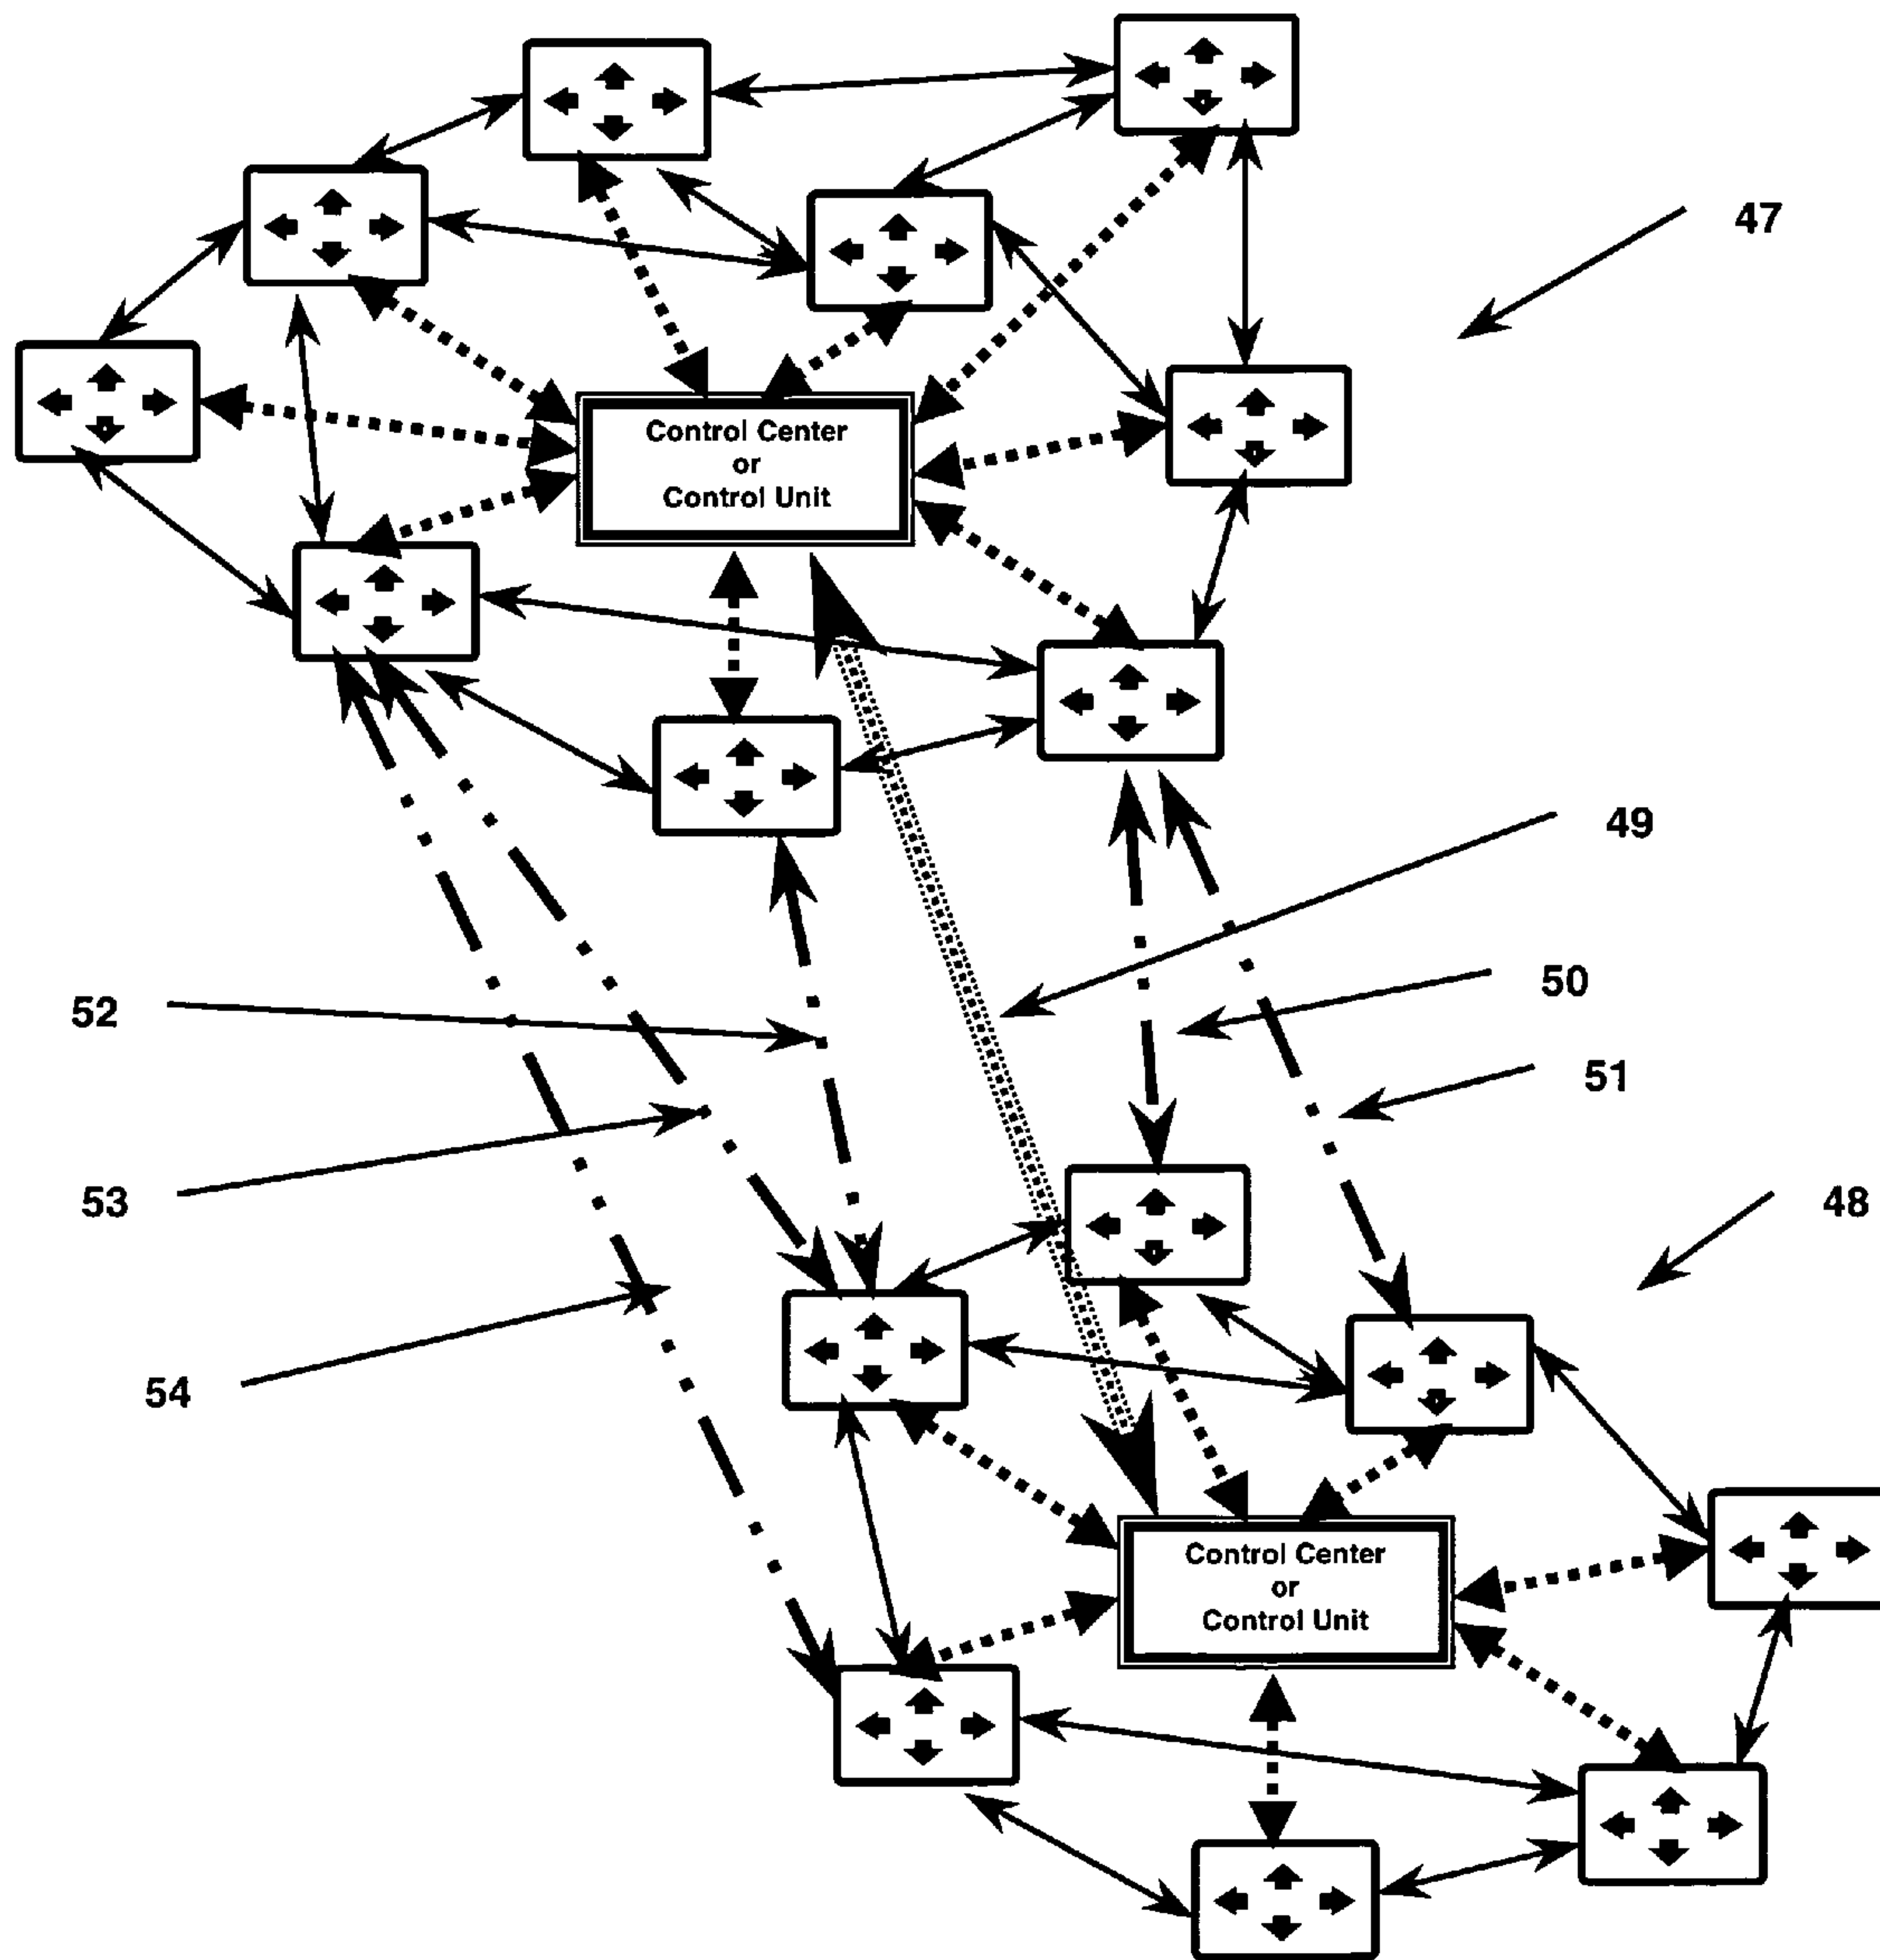 47
Control Center
or
Control Unit
49
50
52
51
53
48
54
Control Center
or
Control Unit